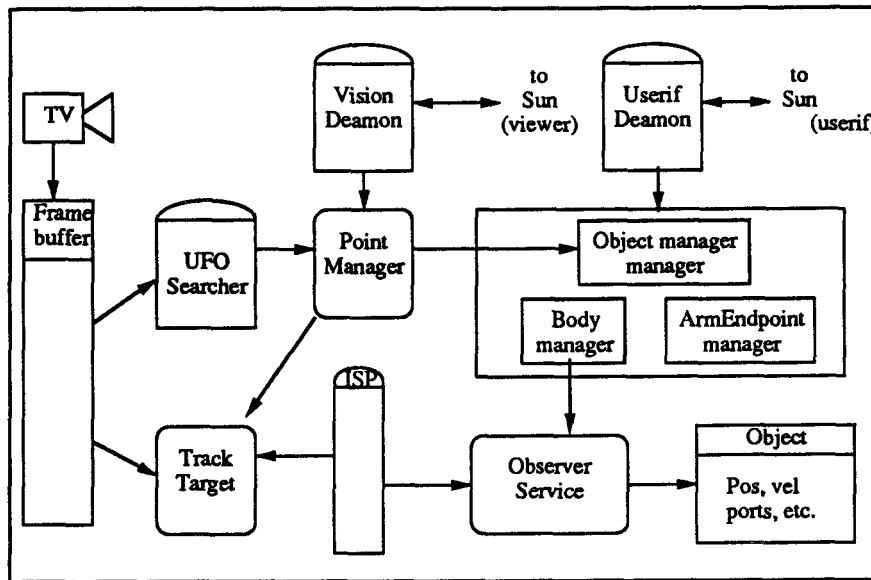 TV
Vision
Deamon
to
Sun
(viewer)
Userif
Deamon
to
Sun
(userif)
Frame
buffer
UFO
Searcher
Point
Manager
Object manager
manager
Body
manager
ArmEndpoint
manager
ISP
Track
Target
Observer
Service
Object
Pos, vel
ports, etc.